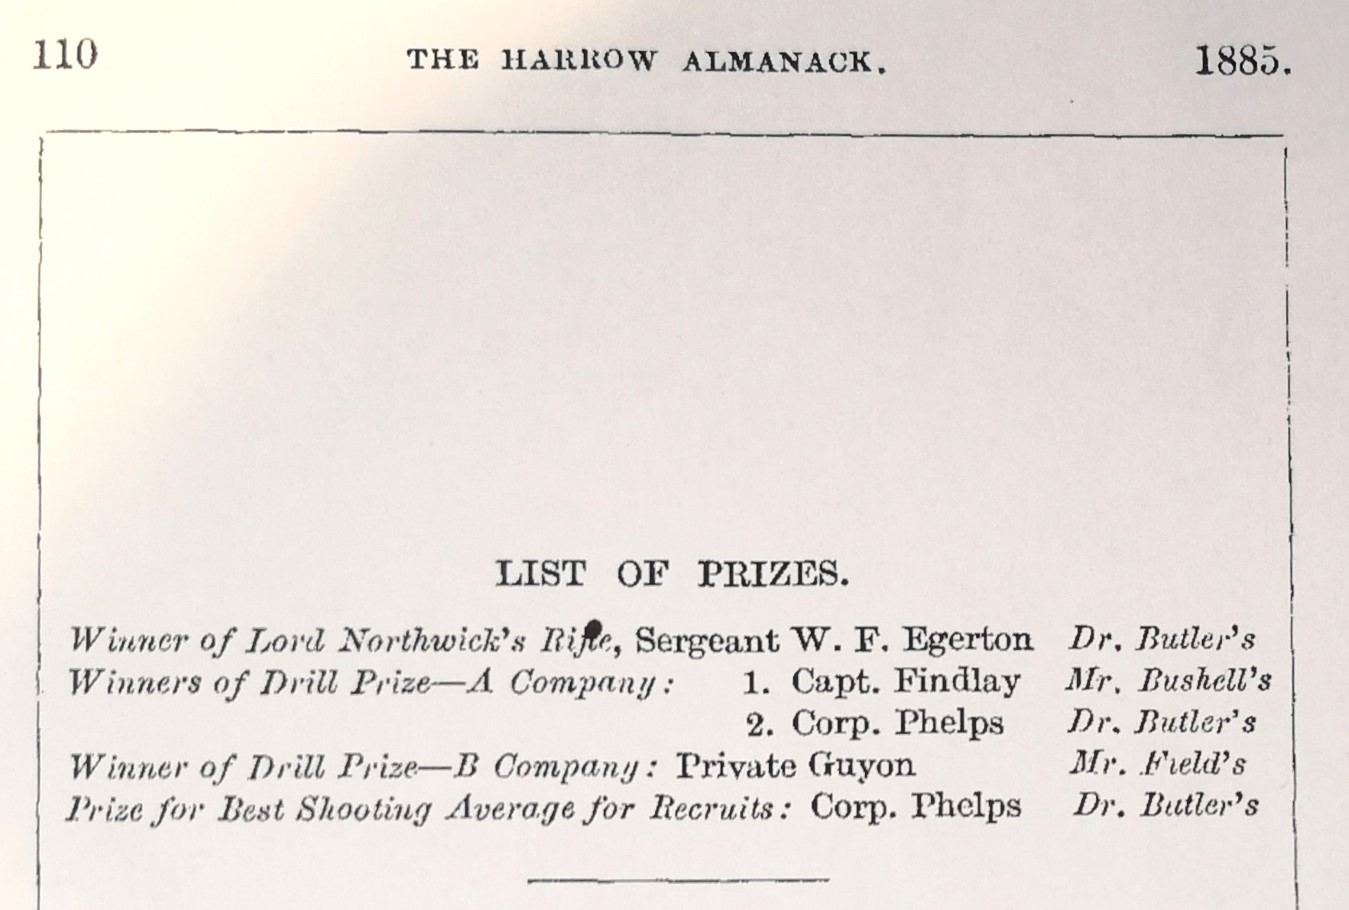 110 THE HARROW ALMANACK. 1885.
LIST OF PRIZES.
Winner of Lord Northwick's Rifle, Sergeant W. F. Egerton Dr. Butler's
Winners of Drill Prize—A Company: 1. Capt. Findlay Mr. Bushell's
2. Corp. Phelps Dr. Butler's
Winner of Drill Prize—B Company: Private Guyon Mr. Field's
Prize for Best Shooting Average for Recruits: Corp. Phelps Dr. Butler's